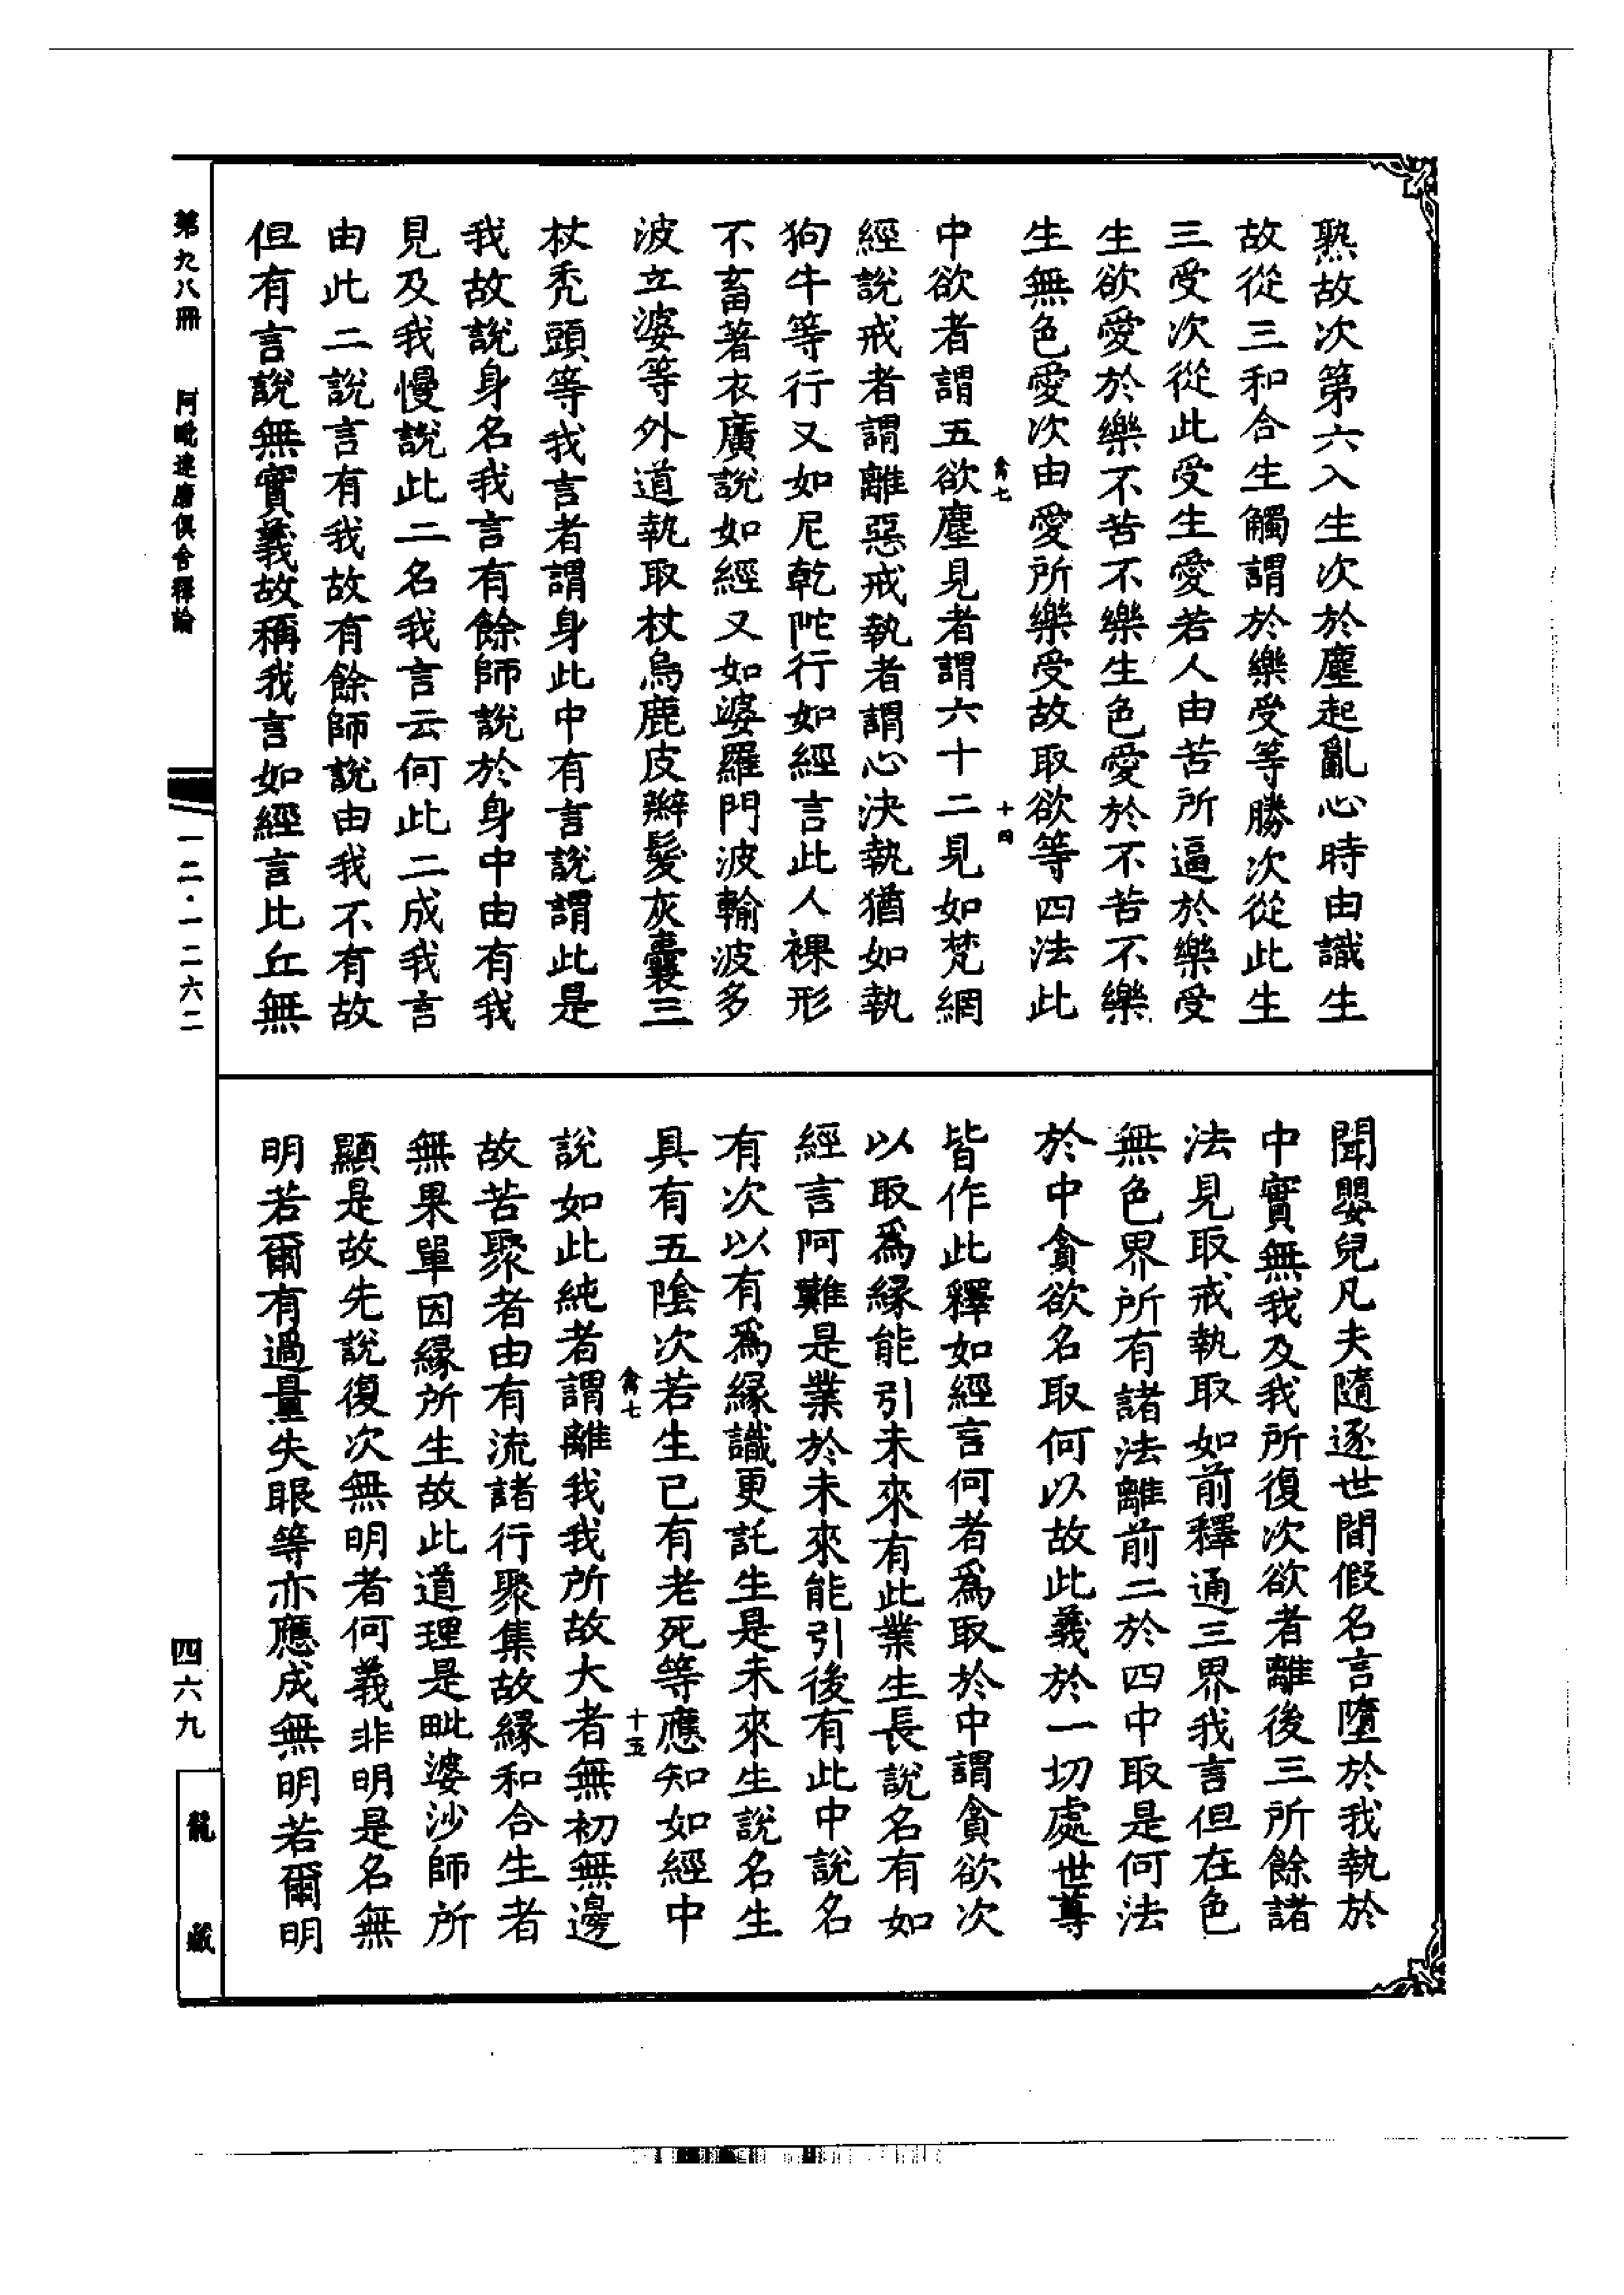 熟故次第六入生次於塵起亂心時由識生
故從三和合生觸謂於樂受等勝次從此生
三受次從此受生愛若人由苦所逼於樂受
生欲愛於樂不苦不樂生色愛於不苦不樂
生無色愛次由愛所樂受故取欲等四法此
禽七
十四
中欲者謂五欲塵見者謂六十二見如梵網
經說戒者謂離惡戒執者謂心決執猶如執
狗牛等行又如尼乾陀行如經言此人裸形
不畜著衣廣說如經又如婆羅門波輸波多
波立婆等外道執取杖烏鹿皮辮髮灰囊三
杖禿頭等我言者謂身此中有言說謂此是
我故說身名我言有餘師說於身中由有我
見及我慢說此二名我言云何此二成我言
由此二說言有我故有餘師說由我不有故
但有言說無實義故稱我言如經言比丘無
聞嬰兒凡夫隨逐世間假名言墮於我執於
中實無我及我所復次欲者離後三所餘諸
法見取戒執取如前釋通三界我言但在色
無色界所有諸法離前二於四中取是何法
於中貪欲名取何以故此義於一切處世尊
皆作此釋如經言何者為取於中謂貪欲次
以取為緣能引未來有此業生長說名有如
經言阿難是業於未來能引後有此中說名
有次以有為緣識更託生是未來生說名生
具有五陰次若生已有老死等應知如經中
禽七
十五
說如此純者謂離我我所故大者無初無邊
故苦聚者由有流諸行聚集故緣和合生者
無果單因緣所生故此道理是毗婆沙師所
顯是故先說復次無明者何義非明是名無
明若爾有過量失眼等亦應成無明若爾明
第九八冊
阿毗達磨俱舍釋論
一二・一二六二
四六九
龍藏